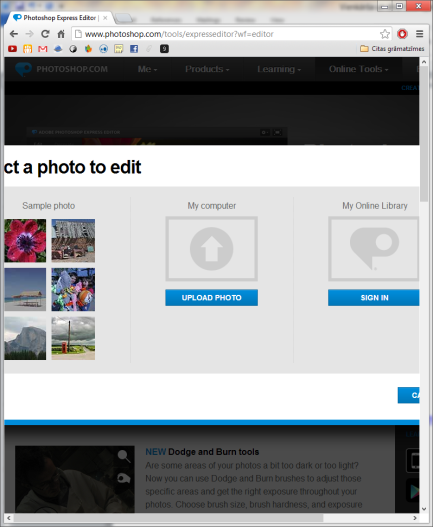 Photoshop Express Editor |
www.photoshop.com/tools/expresseditor?wf=editor
Citas grāmatzīmes
PHOTOSHOP.COM
Me
Products
Learning
Online Tools
ct a photo to edit
Sample photo
My computer
My Online Library
UPLOAD PHOTO
SIGN IN
CA
NEW Dodge and Burn tools
Are some areas of your photos a bit too dark or too light?
Now you can use Dodge and Burn brushes to adjust those
specific areas and get the right exposure throughout your
photos. Choose brush size, brush hardness, and exposure